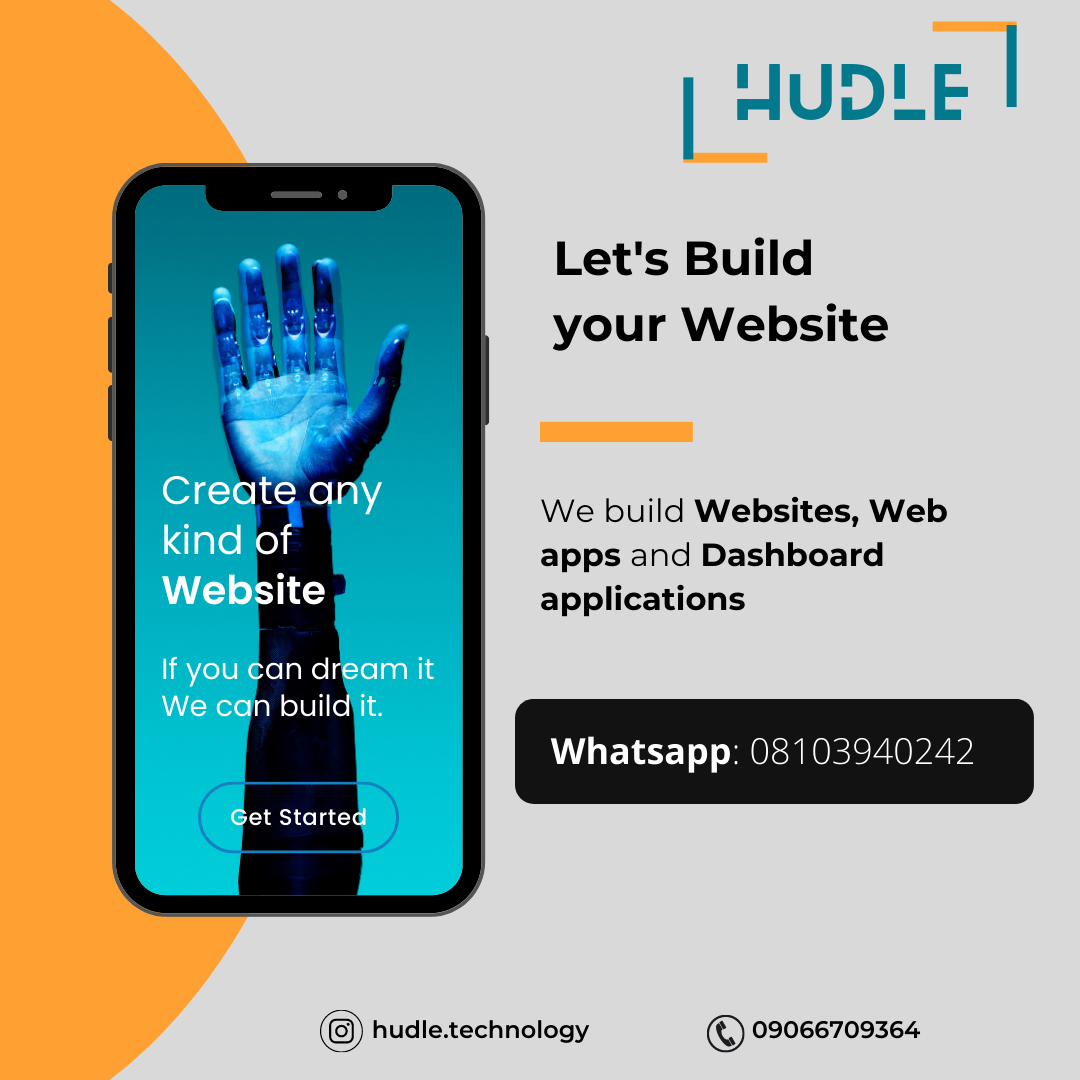 HUDLE
Let's Build
your Website
We build Websites, Web
apps and Dashboard
applications
Whatsapp: 08103940242
Create any
kind of
Website
If you can dream it
We can build it.
Get Started
hudle.technology
09066709364